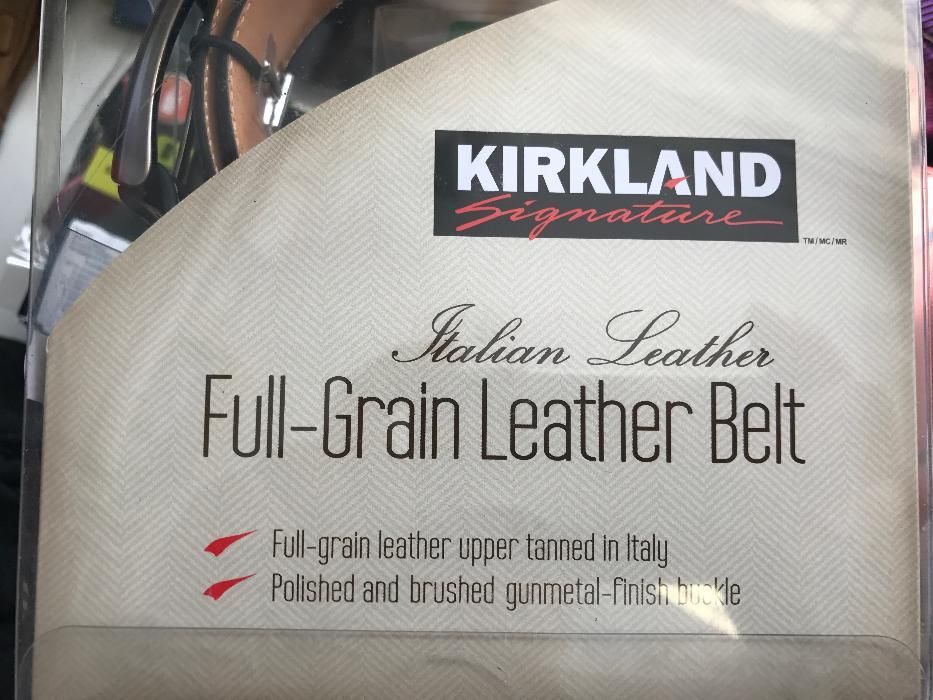 KIRKLAND
Signature
TM/MC/MR
Italian Leather
Full-Grain Leather Belt
Full-grain leather upper tanned in Italy
Polished and brushed gunmetal-finish buckle